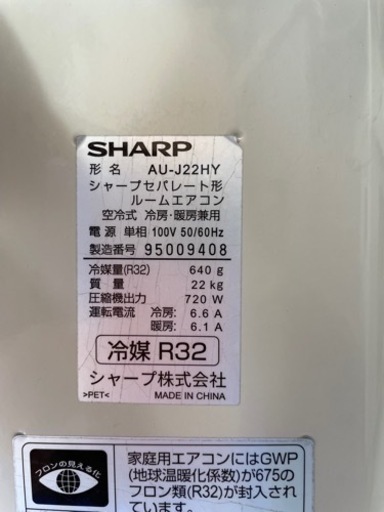 SHARP
形 名 AU-J22HY
シャープセパレート形
ルームエアコン
空冷式 冷房・暖房兼用
電 源 単相 100V 50/60Hz
製造番号 95009408
冷媒量(R32) 640 g
質 量 22 kg
圧縮機出力 720 W
運転電流 冷房: 6.6 A
暖房: 6.1 A
冷媒 R32
シャープ株式会社
>PET< MADE IN CHINA
フロンの見える化
家庭用エアコンにはGWP
(地球温暖化係数)が675の
フロン類(R32)が封入され
ています。